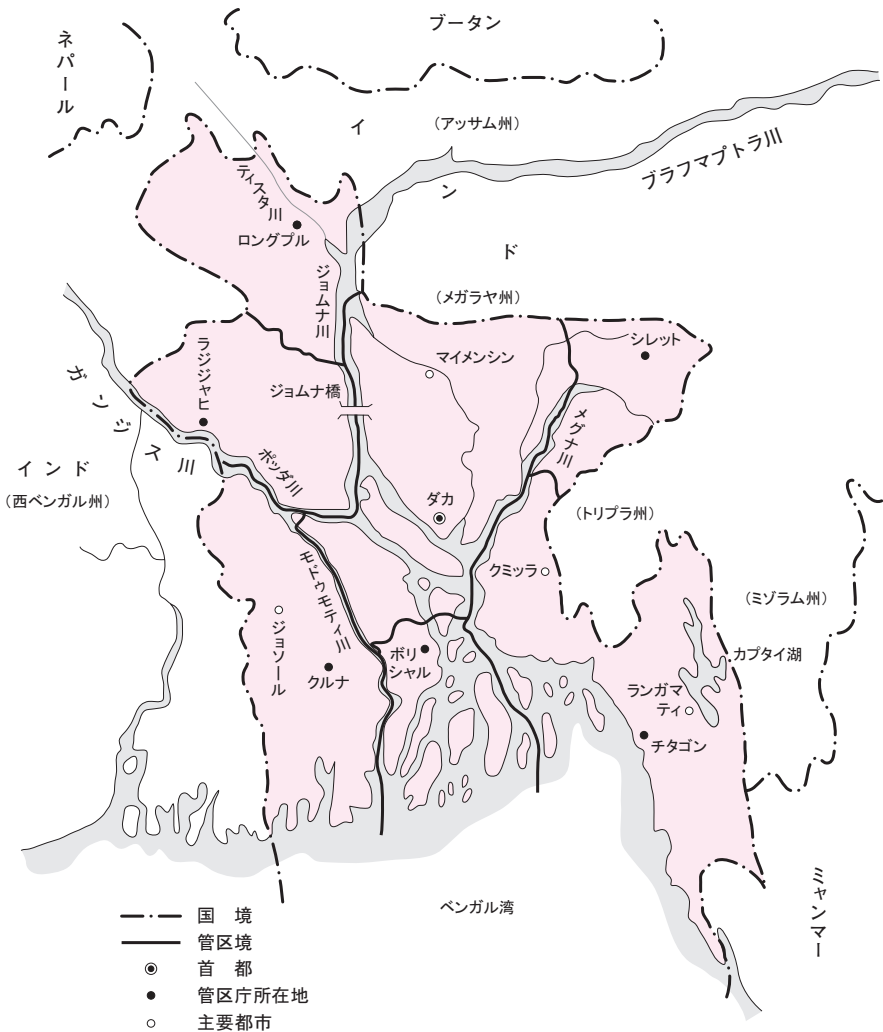 ネパール
ブータン
イ
ン
ド
（アッサム州）
ブラフマプトラ川
ティスタ川
ロングプル
ジョムナ川
（メガラヤ州）
シレット
マイメンシン
ラジシャヒ
ジョムナ橋
ガンジス川
メグナ川
ポッダ川
インド
（西ベンガル州）
ダカ
（トリプラ州）
クミッラ
モドゥモティ川
（ミゾラム州）
ジョソール
ボリ
シャル
カプタイ湖
クルナ
ランガマ
ティ
チタゴン
ミャンマー
ベンガル湾
国　境
管区境
首　都
管区庁所在地
主要都市